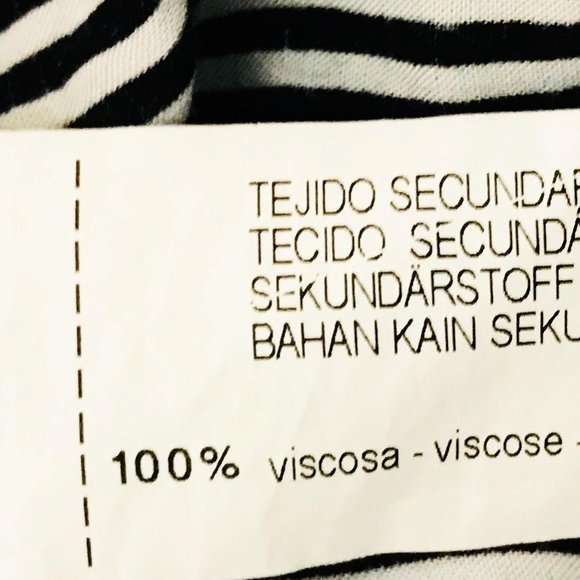 TEJIDO SECUNDAR
TECIDO SECUNDÁ
SEKUNDÄRSTOFF
BAHAN KAIN SEKU
100% viscosa - viscose -